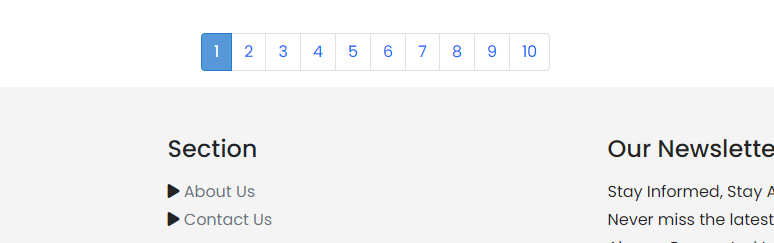 1 2 3 4 5 6 7 8 9 10
Section
About Us
Contact Us
Our Newslette
Stay Informed, Stay A
Never miss the latest